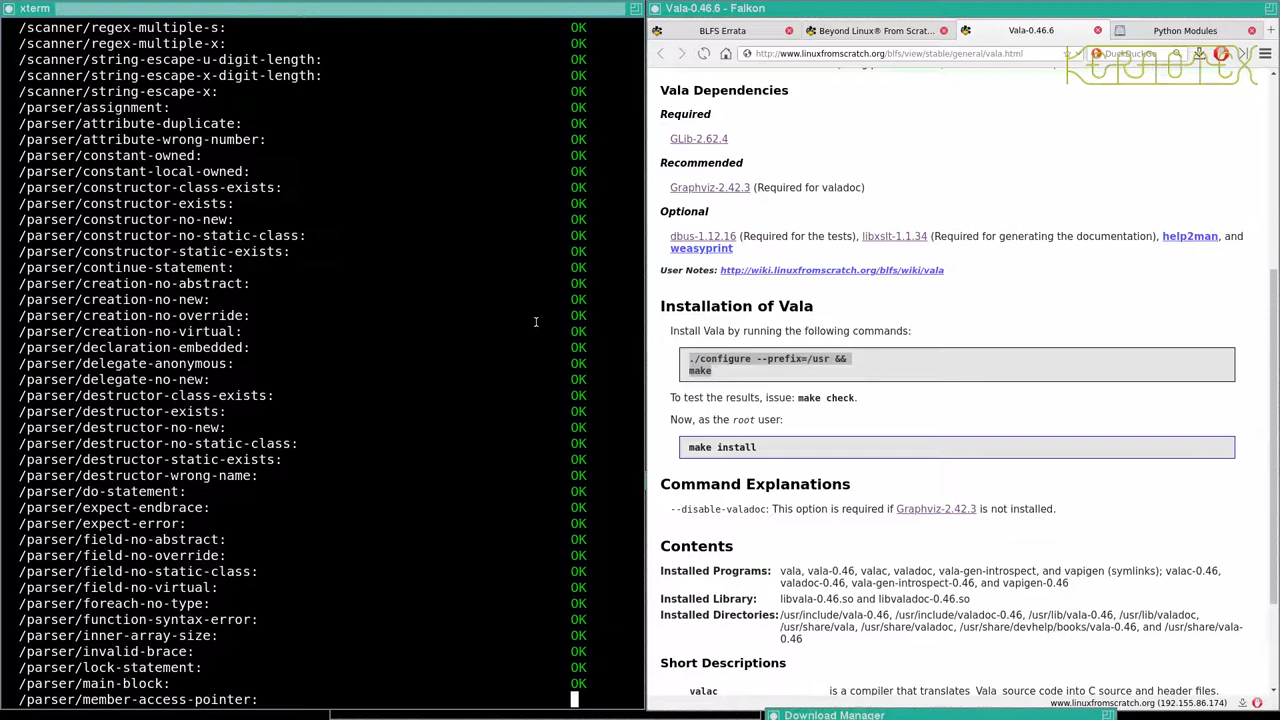 xterm
/scanner/regex-multiple-s: OK
/scanner/regex-multiple-x: OK
/scanner/string-escape-u-digit-length: OK
/scanner/string-escape-x-digit-length: OK
/scanner/string-escape-x: OK
/parser/assignment: OK
/parser/attribute-duplicate: OK
/parser/attribute-wrong-number: OK
/parser/constant-owned: OK
/parser/constant-local-owned: OK
/parser/constructor-class-exists: OK
/parser/constructor-exists: OK
/parser/constructor-no-new: OK
/parser/constructor-no-static-class: OK
/parser/constructor-static-exists: OK
/parser/continue-statement: OK
/parser/creation-no-abstract: OK
/parser/creation-no-new: OK
/parser/creation-no-override: OK
/parser/creation-no-virtual: OK
/parser/declaration-embedded: OK
/parser/delegate-anonymous: OK
/parser/delegate-no-new: OK
/parser/destructor-class-exists: OK
/parser/destructor-exists: OK
/parser/destructor-no-new: OK
/parser/destructor-no-static-class: OK
/parser/destructor-static-exists: OK
/parser/destructor-wrong-name: OK
/parser/do-statement: OK
/parser/expect-endbrace: OK
/parser/expect-error: OK
/parser/field-no-abstract: OK
/parser/field-no-override: OK
/parser/field-no-static-class: OK
/parser/field-no-virtual: OK
/parser/foreach-no-type: OK
/parser/function-syntax-error: OK
/parser/inner-array-size: OK
/parser/invalid-brace: OK
/parser/lock-statement: OK
/parser/main-block: OK
/parser/member-access-pointer:
Vala-0.46.6 - Falkon
BLFS Errata
Beyond Linux® From Scrat...
Vala-0.46.6
Python Modules
http://www.linuxfromscratch.org/blfs/view/stable/general/vala.html
DuckDuckGo
KERNOTEX
Vala Dependencies
Required
GLib-2.62.4
Recommended
Graphviz-2.42.3 (Required for valadoc)
Optional
dbus-1.12.16 (Required for the tests), libxslt-1.1.34 (Required for generating the documentation), help2man, and
weasyprint
User Notes: http://wiki.linuxfromscratch.org/blfs/wiki/vala
Installation of Vala
Install Vala by running the following commands:
./configure --prefix=/usr &&
make
To test the results, issue: make check.
Now, as the root user:
make install
Command Explanations
--disable-valadoc: This option is required if Graphviz-2.42.3 is not installed.
Contents
Installed Programs: vala, vala-0.46, valac, valadoc, vala-gen-introspect, and vapigen (symlinks); valac-0.46,
valadoc-0.46, vala-gen-introspect-0.46, and vapigen-0.46
Installed Library: libvala-0.46.so and libvaladoc-0.46.so
Installed Directories: /usr/include/vala-0.46, /usr/include/valadoc-0.46, /usr/lib/vala-0.46, /usr/lib/valadoc,
/usr/share/vala, /usr/share/valadoc, /usr/share/devhelp/books/vala-0.46, and /usr/share/vala-
0.46
Short Descriptions
valac is a compiler that translates Vala source code into C source and header files.
www.linuxfromscratch.org (192.155.86.174)
Download Manager